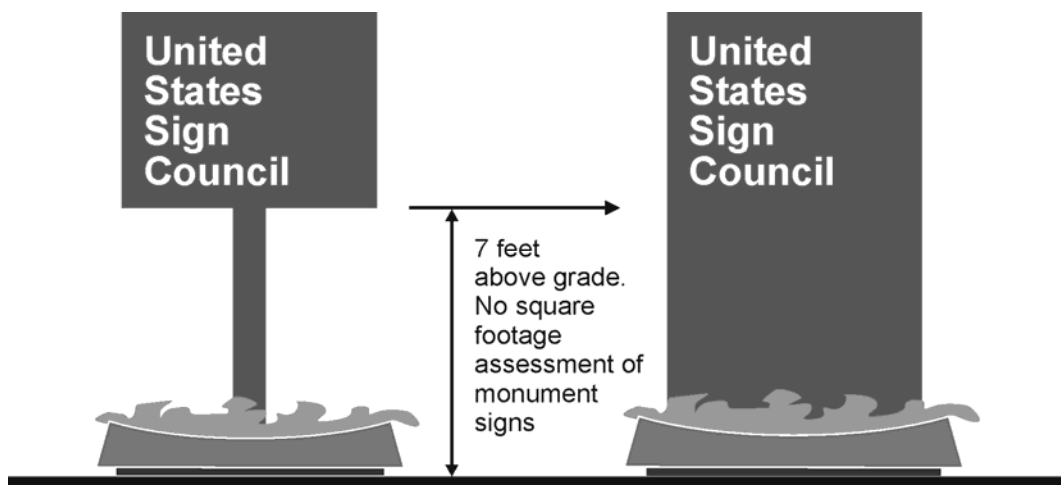 United
States
Sign
Council
7 feet
above grade.
No square
footage
assessment of
monument
signs
United
States
Sign
Council